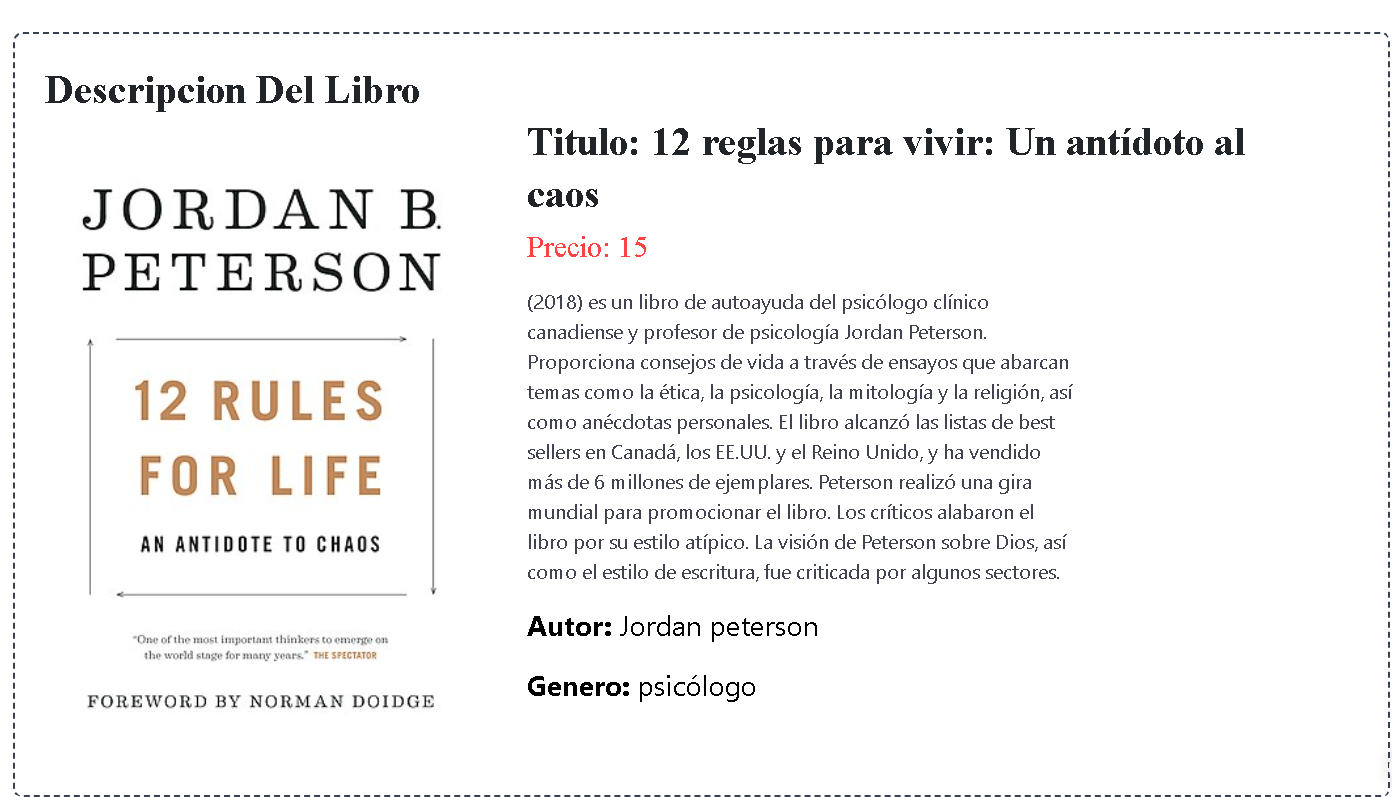 Descripcion Del Libro
JORDAN B.
PETERSON
12 RULES
FOR LIFE
AN ANTIDOTE TO CHAOS
"One of the most important thinkers to emerge on
the world stage for many years." THE SPECTATOR
FOREWORD BY NORMAN DOIDGE
Titulo: 12 reglas para vivir: Un antídoto al
caos
Precio: 15
(2018) es un libro de autoayuda del psicólogo clínico
canadiense y profesor de psicología Jordan Peterson.
Proporciona consejos de vida a través de ensayos que abarcan
temas como la ética, la psicología, la mitología y la religión, así
como anécdotas personales. El libro alcanzó las listas de best
sellers en Canadá, los EE.UU. y el Reino Unido, y ha vendido
más de 6 millones de ejemplares. Peterson realizó una gira
mundial para promocionar el libro. Los críticos alabaron el
libro por su estilo atípico. La visión de Peterson sobre Dios, así
como el estilo de escritura, fue criticada por algunos sectores.
Autor: Jordan peterson
Genero: psicólogo